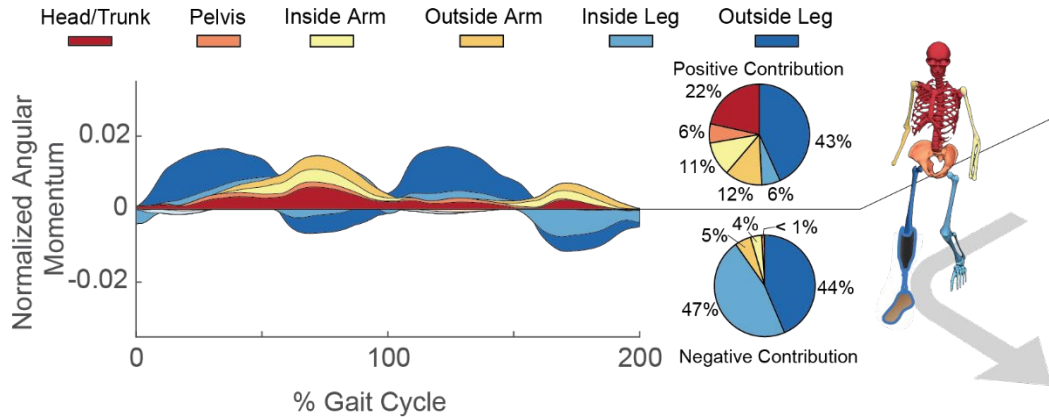 Head/Trunk Pelvis Inside Arm Outside Arm Inside Leg Outside Leg
Normalized Angular
Momentum
0.02
0
-0.02
0 100 200
% Gait Cycle
Positive Contribution
22%
6%
11%
12%
6%
43%
5%
4%
< 1%
47%
44%
Negative Contribution